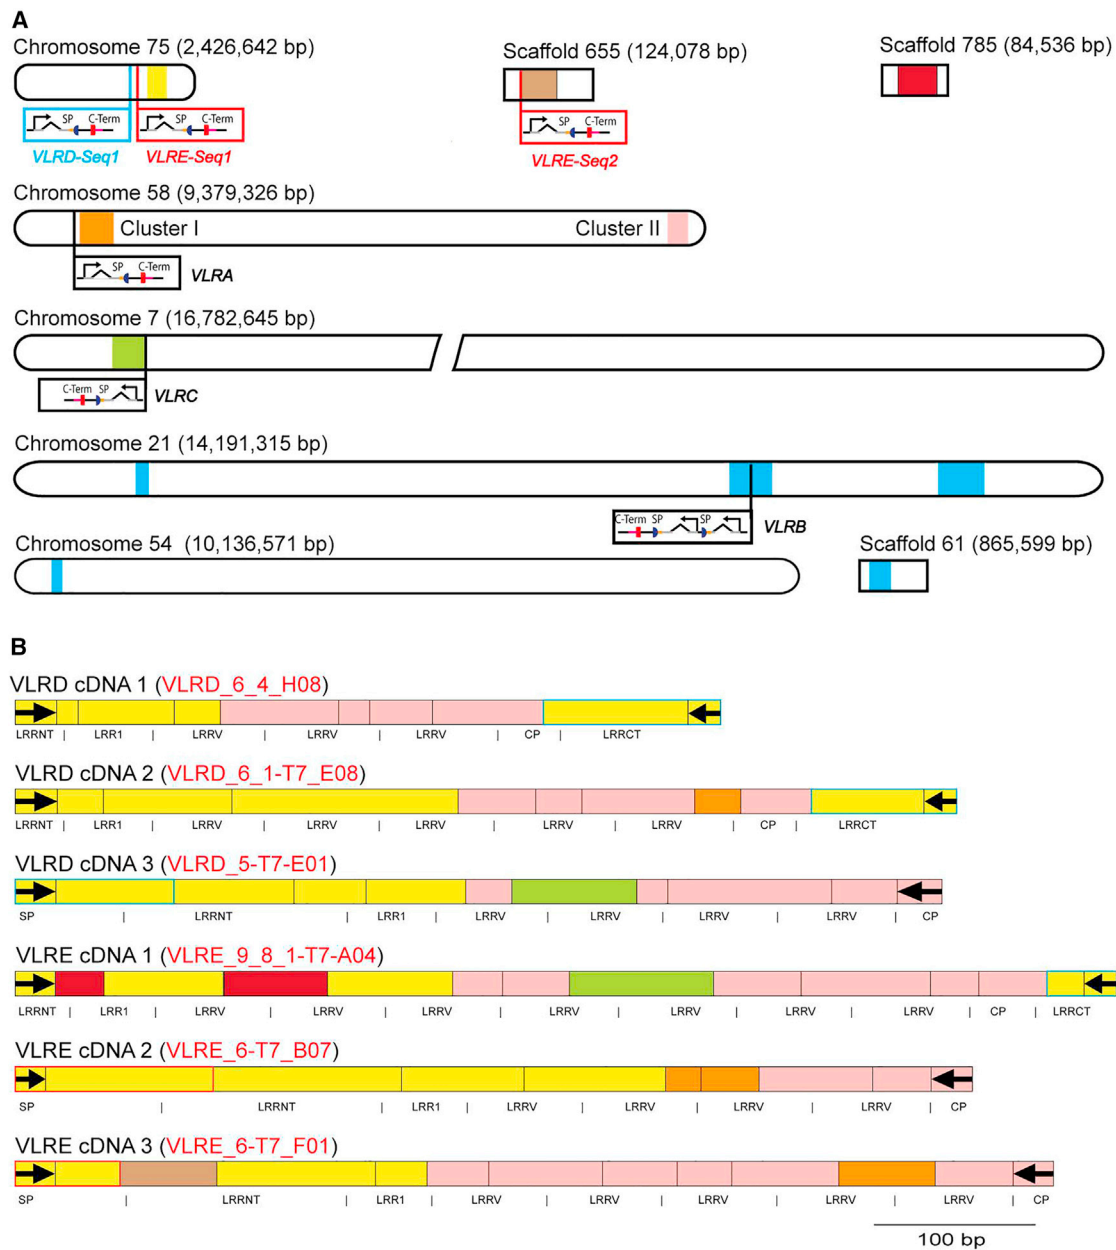 A
Chromosome 75 (2,426,642 bp)
Scaffold 655 (124,078 bp)
Scaffold 785 (84,536 bp)
SP C-Term
SP C-Term
SP C-Term
VLRD-Seq1
VLRE-Seq1
VLRE-Seq2
Chromosome 58 (9,379,326 bp)
Cluster I
Cluster II
SP C-Term
VLRA
Chromosome 7 (16,782,645 bp)
C-Term SP
VLRC
Chromosome 21 (14,191,315 bp)
C-Term SP SP
VLRB
Chromosome 54 (10,136,571 bp)
Scaffold 61 (865,599 bp)
B
VLRD cDNA 1 (VLRD_6_4_H08)
LRRNT | LRR1 | LRRV | LRRV | LRRV | CP | LRRCT
VLRD cDNA 2 (VLRD_6_1-T7_E08)
LRRNT | LRR1 | LRRV | LRRV | LRRV | LRRV | LRRV | CP | LRRCT
VLRD cDNA 3 (VLRD_5-T7-E01)
SP | LRRNT | LRR1 | LRRV | LRRV | LRRV | LRRV | CP
VLRE cDNA 1 (VLRE_9_8_1-T7-A04)
LRRNT | LRR1 | LRRV | LRRV | LRRV | LRRV | LRRV | LRRV | LRRV | CP | LRRCT
VLRE cDNA 2 (VLRE_6-T7_B07)
SP | LRRNT | LRR1 | LRRV | LRRV | LRRV | LRRV | CP
VLRE cDNA 3 (VLRE_6-T7_F01)
SP | LRRNT | LRR1 | LRRV | LRRV | LRRV | LRRV | LRRV | CP
100 bp